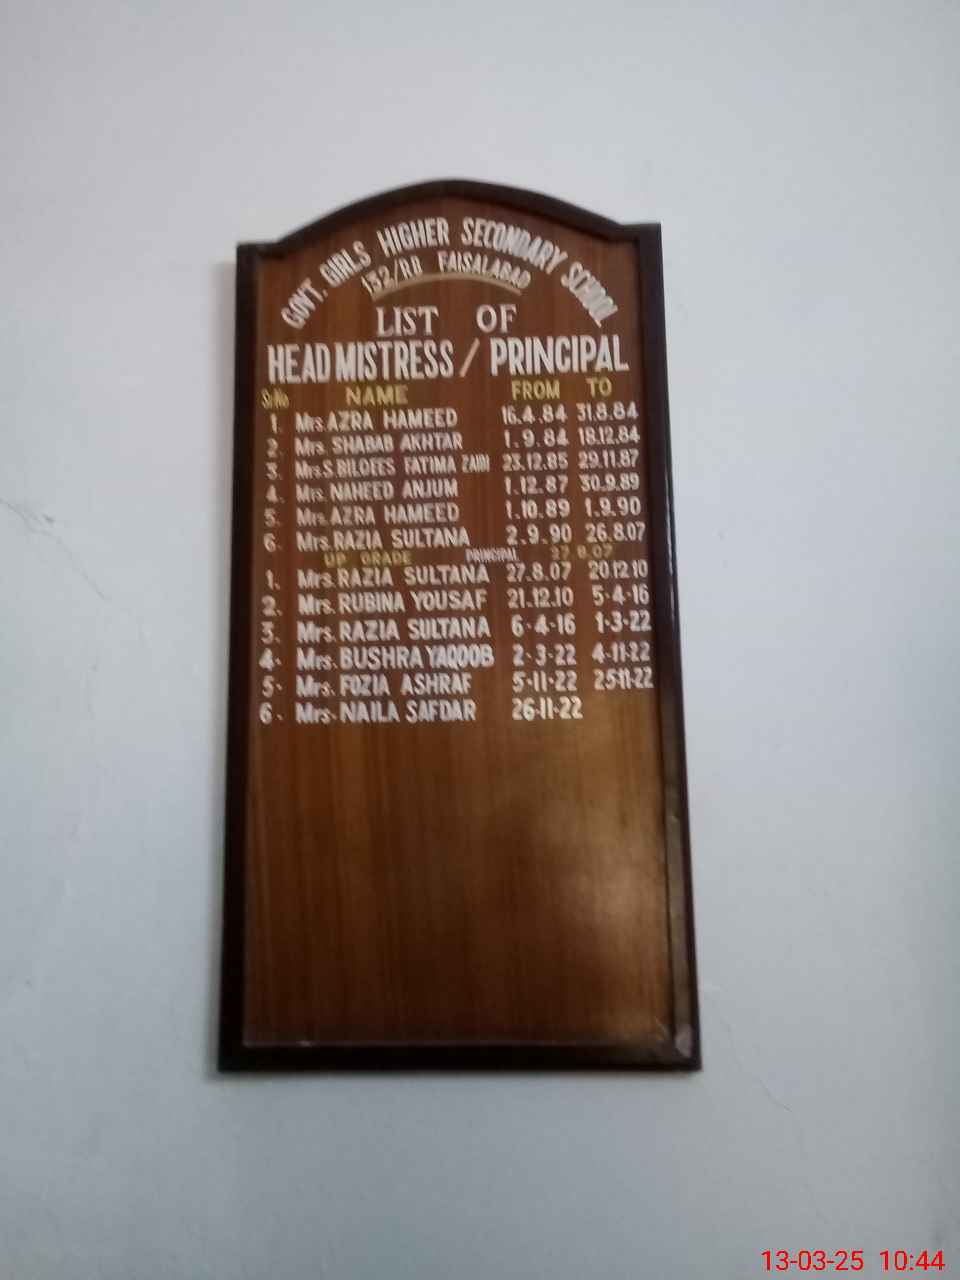 GOVT. GIRLS HIGHER SECONDARY SCHOOL
152/RB FAISALABAD
LIST OF
HEADMISTRESS / PRINCIPAL
Sr.No NAME FROM TO
1. Mrs. AZRA HAMEED 16.4.84 31.8.84
2. Mrs. SHABAB AKHTAR 1.9.84 18.12.84
3. Mrs. S. BILDEES FATIMA ZAIDI 23.12.85 29.11.87
4. Mrs. NAHEED ANJUM 1.12.87 30.9.89
5. Mrs. AZRA HAMEED 1.10.89 1.9.90
6. Mrs. RAZIA SULTANA 2.9.90 26.8.07
UP GRADE PRINCIPAL 27.8.07
1. Mrs. RAZIA SULTANA 27.8.07 20.12.10
2. Mrs. RUBINA YOUSAF 21.12.10 5-4-16
3. Mrs. RAZIA SULTANA 6-4-16 1-3-22
4. Mrs. BUSHRA YAQOOB 2-3-22 4-11-22
5. Mrs. FOZIA ASHRAF 5-11-22 25-11-22
6. Mrs. NAILA SAFDAR 26-11-22
13-03-25 10:44